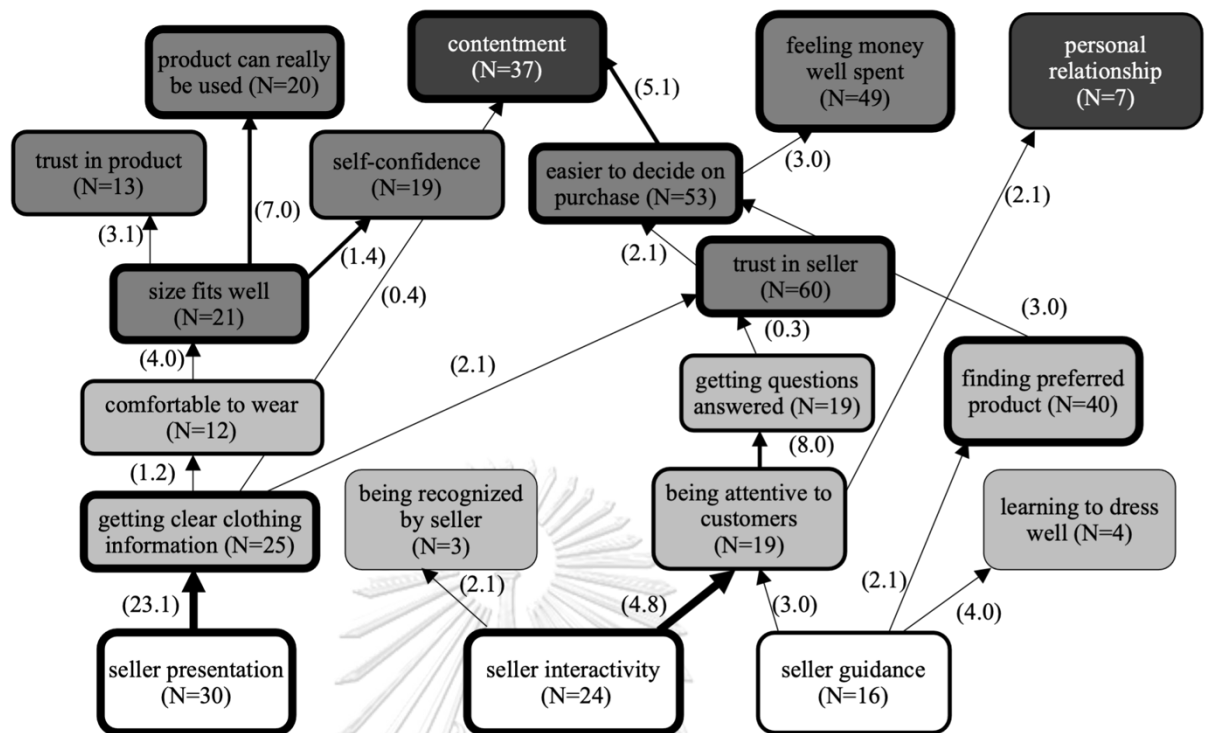 contentment
(N=37)
feeling money
well spent
(N=49)
personal
relationship
(N=7)
product can really
be used (N=20)
(5.1)
trust in product
(N=13)
self-confidence
(N=19)
easier to decide on
purchase (N=53)
(3.0)
(7.0)
(3.1)
(1.4)
(2.1)
(2.1)
size fits well
(N=21)
(0.4)
trust in seller
(N=60)
(3.0)
(0.3)
(4.0)
(2.1)
comfortable to wear
(N=12)
getting questions
answered (N=19)
finding preferred
product (N=40)
(1.2)
(8.0)
getting clear clothing
information (N=25)
being recognized
by seller
(N=3)
being attentive to
customers
(N=19)
learning to dress
well (N=4)
(23.1)
(2.1)
(4.8)
(3.0)
(2.1)
(4.0)
seller presentation
(N=30)
seller interactivity
(N=24)
seller guidance
(N=16)